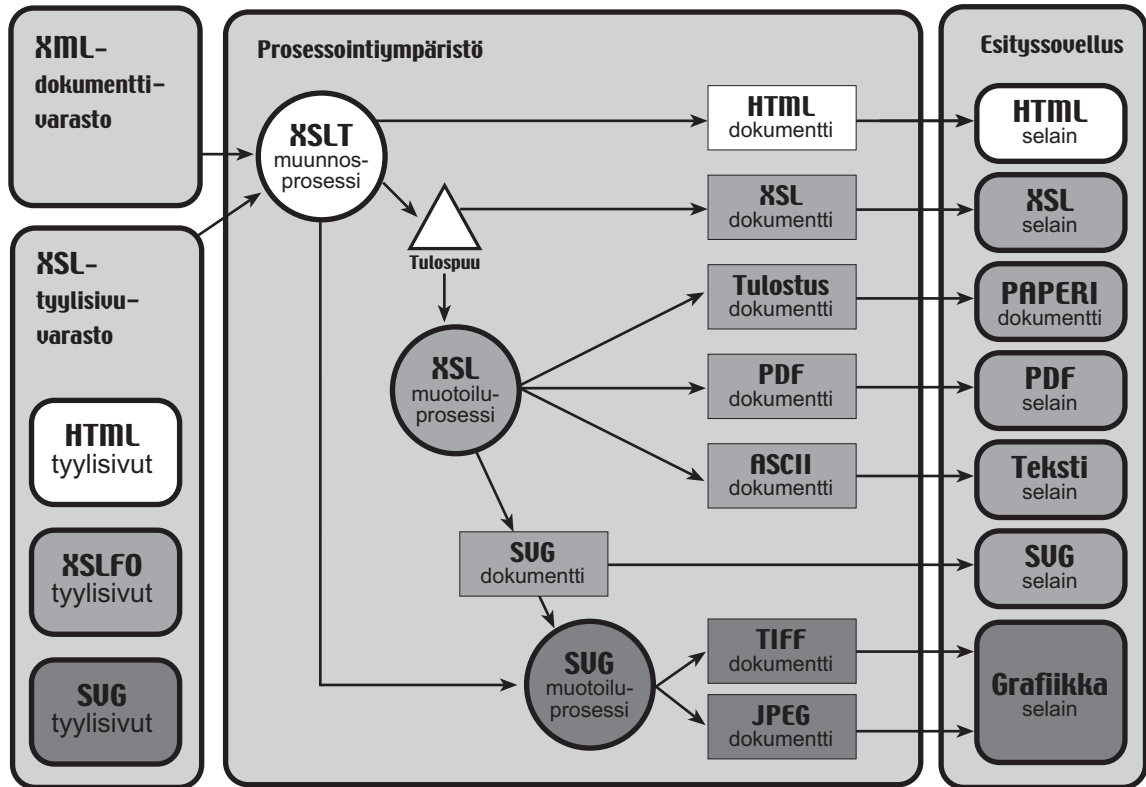 XML-
dokumentti-
varasto
XSL-
tyylisivu-
varasto
HTML
tyylisivut
XSLFO
tyylisivut
SVG
tyylisivut
Prosessointiympäristö
XSLT
muunnos-
prosessi
Tulospuu
XSL
muotoilu-
prosessi
SVG
dokumentti
SVG
muotoilu-
prosessi
HTML
dokumentti
XSL
dokumentti
Tulostus
dokumentti
PDF
dokumentti
ASCII
dokumentti
TIFF
dokumentti
JPEG
dokumentti
Esityssovellus
HTML
selain
XSL
selain
PAPERI
dokumentti
PDF
selain
Teksti
selain
SVG
selain
Grafiikka
selain